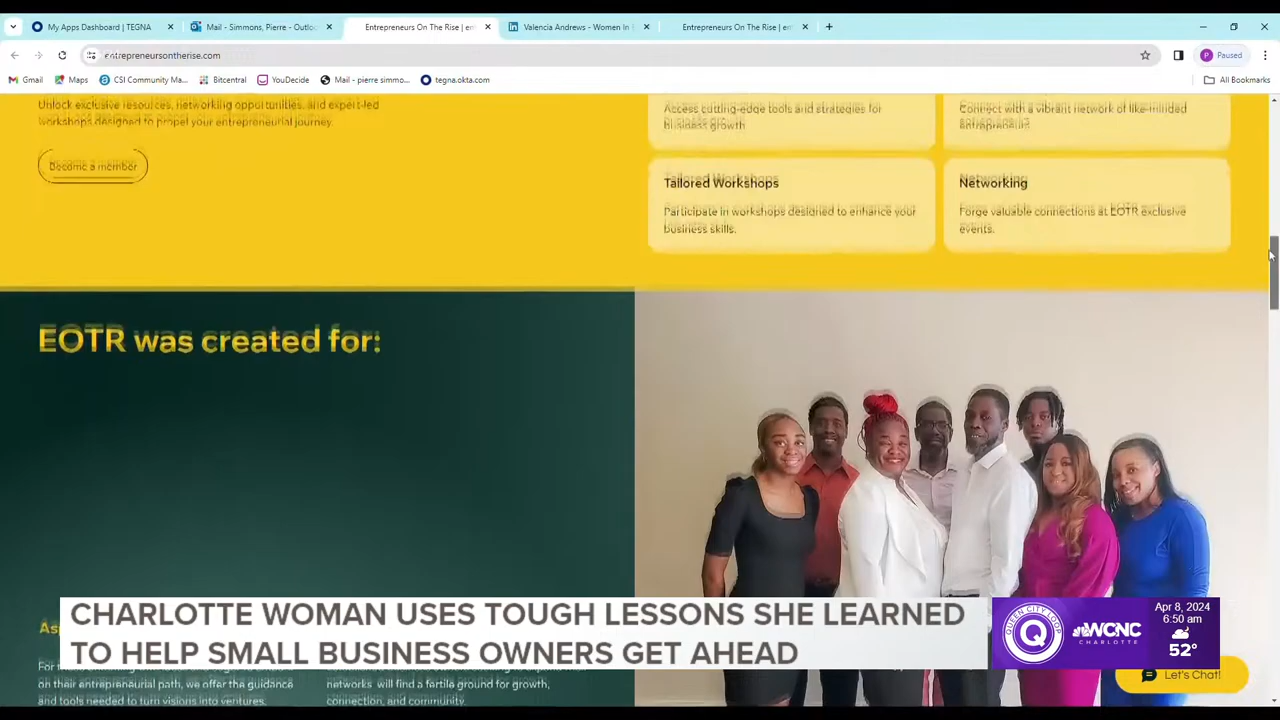 My Apps Dashboard | TEGNA
Mail - Simmons, Pierre - Outloo
Entrepreneurs On The Rise | em
Valencia Andrews - Women in
Entrepreneurs On The Rise | em
entrepreneursontherise.com
Paused
Gmail
Maps
CSI Community Ma...
Bitcentral
YouDecide
Mail - pierre simmo...
tegna.okta.com
All Bookmarks
Unlock exclusive resources, networking opportunities, and expert-led
workshops designed to propel your entrepreneurial journey.
Become a member
Access cutting-edge tools and strategies for
business growth
Connect with a vibrant network of like-minded
entrepreneurs
Tailored Workshops
Participate in workshops designed to enhance your
business skills.
Networking
Forge valuable connections at EOTR exclusive
events.
EOTR was created for:
CHARLOTTE WOMAN USES TOUGH LESSONS SHE LEARNED
TO HELP SMALL BUSINESS OWNERS GET AHEAD
QUEEN CITY LOOP
Q
WCNC
CHARLOTTE
Apr 8, 2024
6:50 am
52°
on their entrepreneurial path, we offer the guidance
and tools needed to turn visions into ventures.
networks will find a fertile ground for growth,
connection, and community.
Let's Chat!